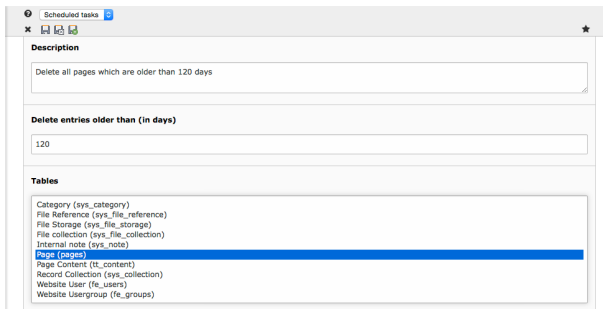 Scheduled tasks
Description
Delete all pages which are older than 120 days
Delete entries older than (in days)
120
Tables
Category (sys_category)
File Reference (sys_file_reference)
File Storage (sys_file_storage)
File collection (sys_file_collection)
Internal note (sys_note)
Page (pages)
Page Content (tt_content)
Record Collection (sys_collection)
Website User (fe_users)
Website Usergroup (fe_groups)